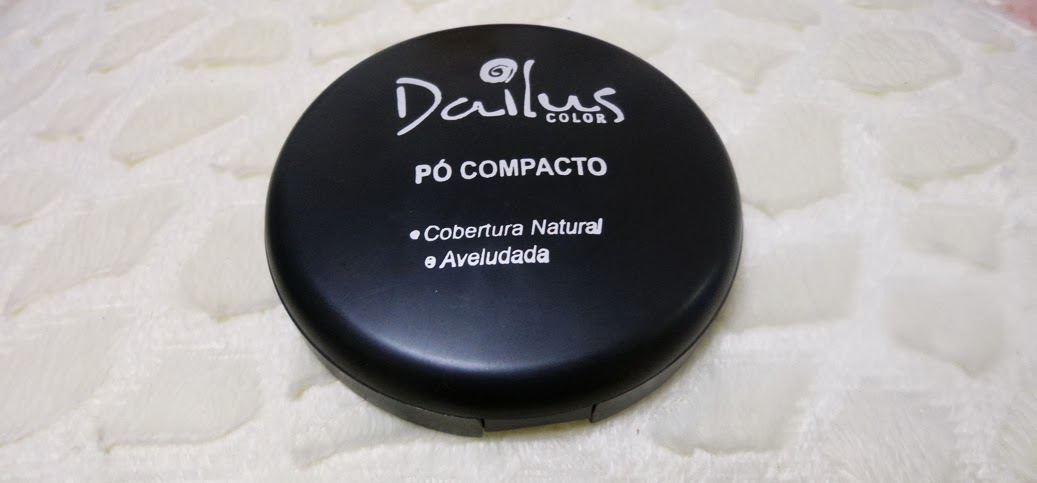 Dailus
COLOR
PÓ COMPACTO
• Cobertura Natural
e Aveludada